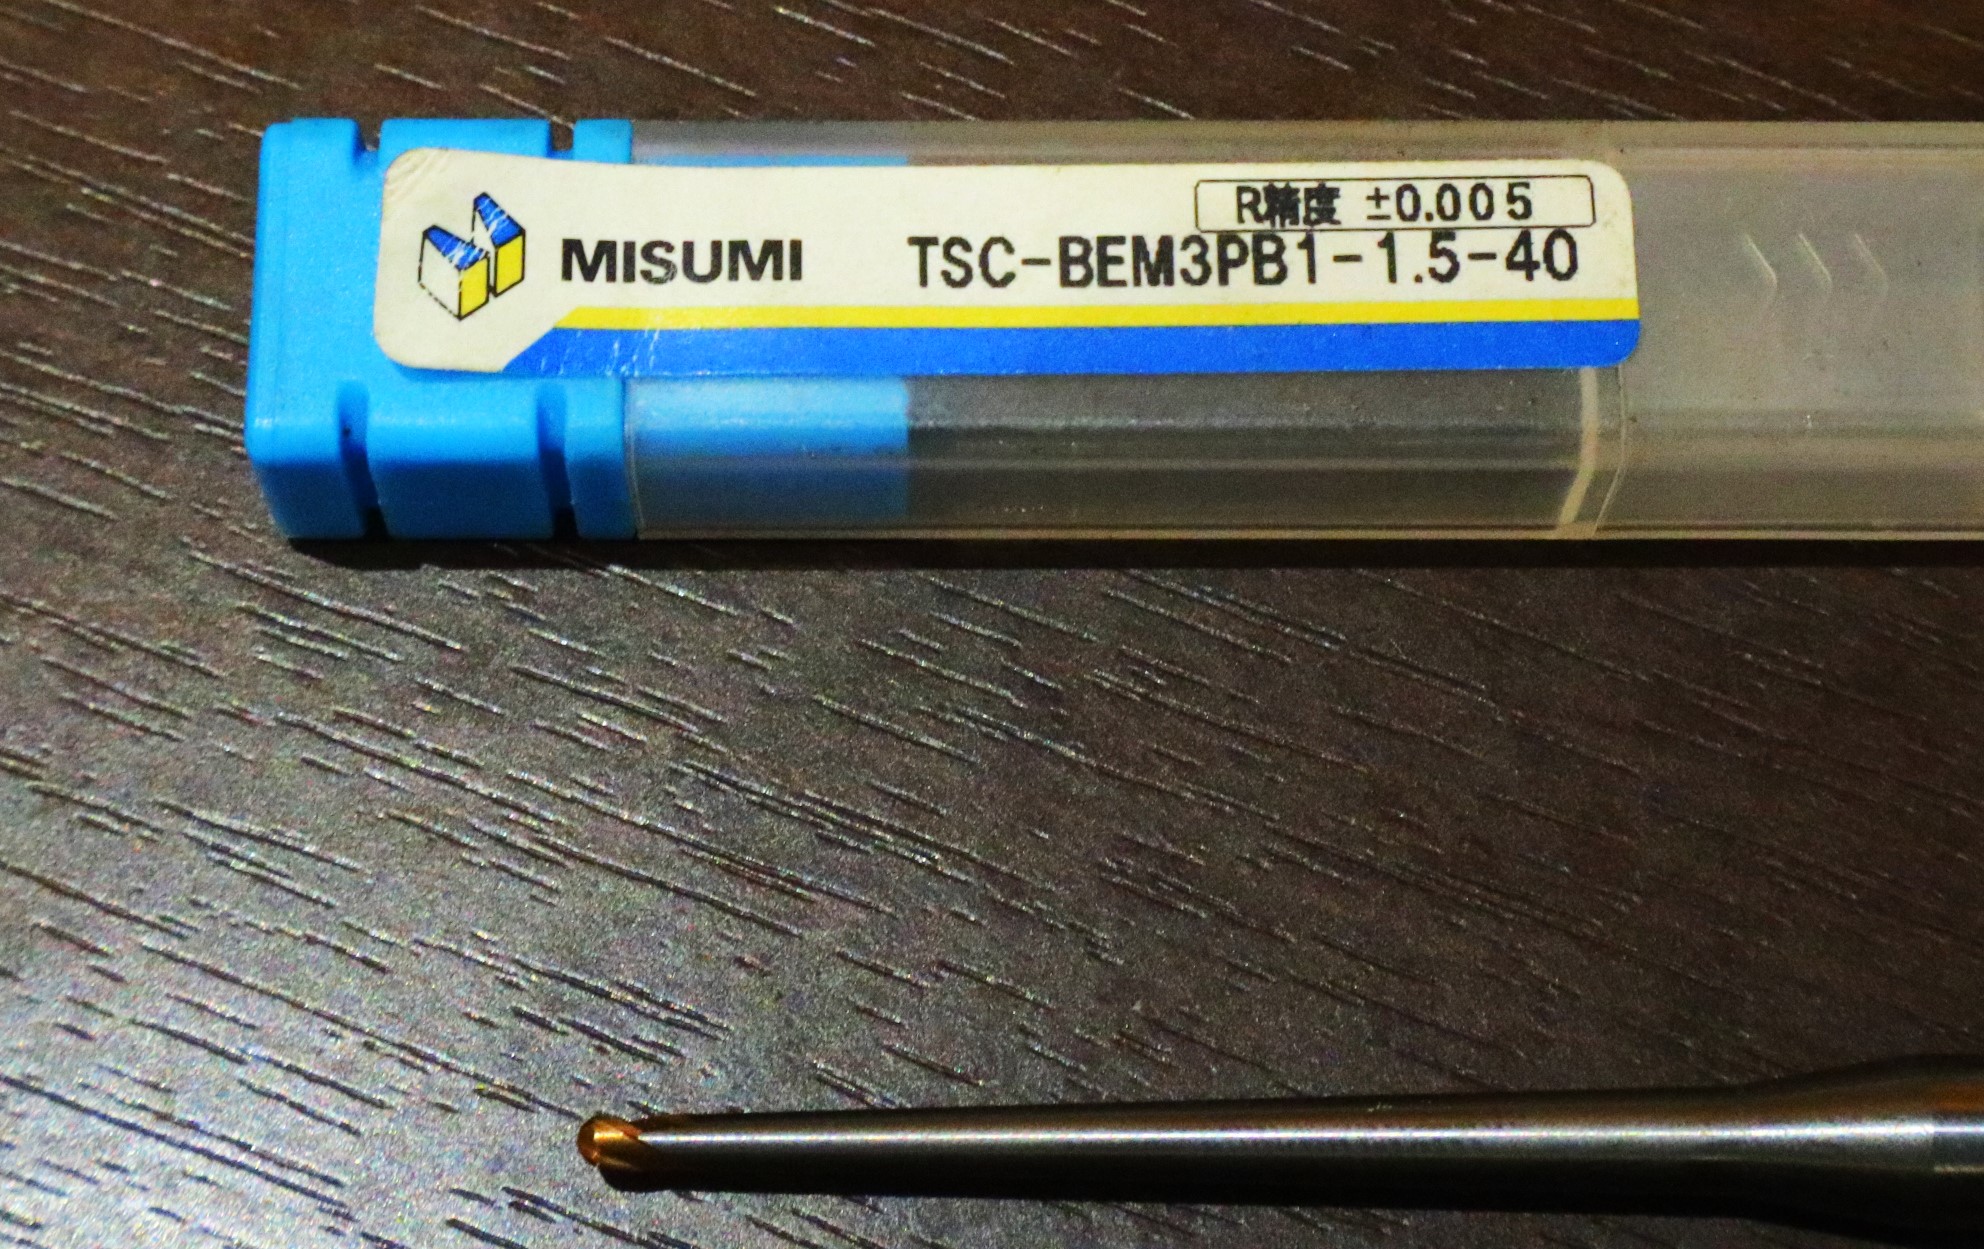 R精度 ±0.005
MISUMI TSC-BEM3PB1-1.5-40